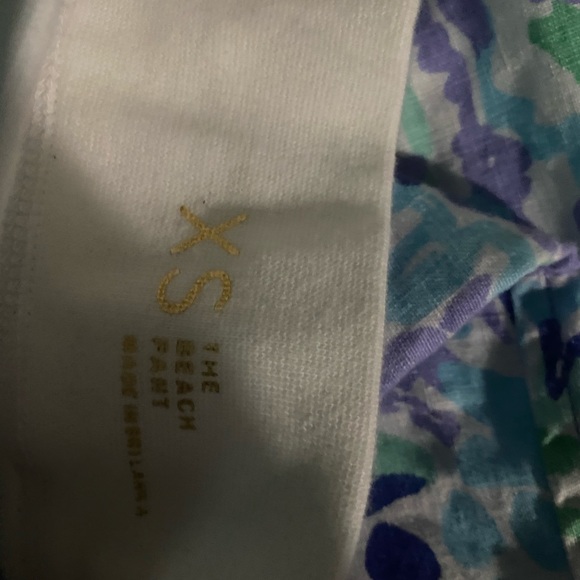 XS
THE
BEACH
PANT
MADE IN SRI LANKA